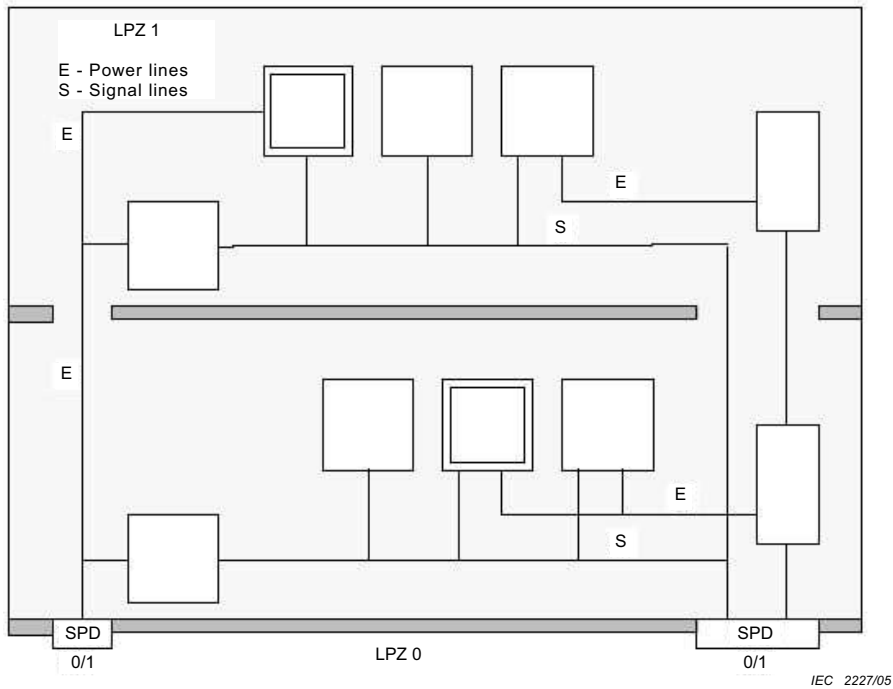 LPZ 1
E - Power lines
S - Signal lines
E
E
S
E
E
S
SPD
SPD
0/1
LPZ 0
0/1
IEC 2227/05